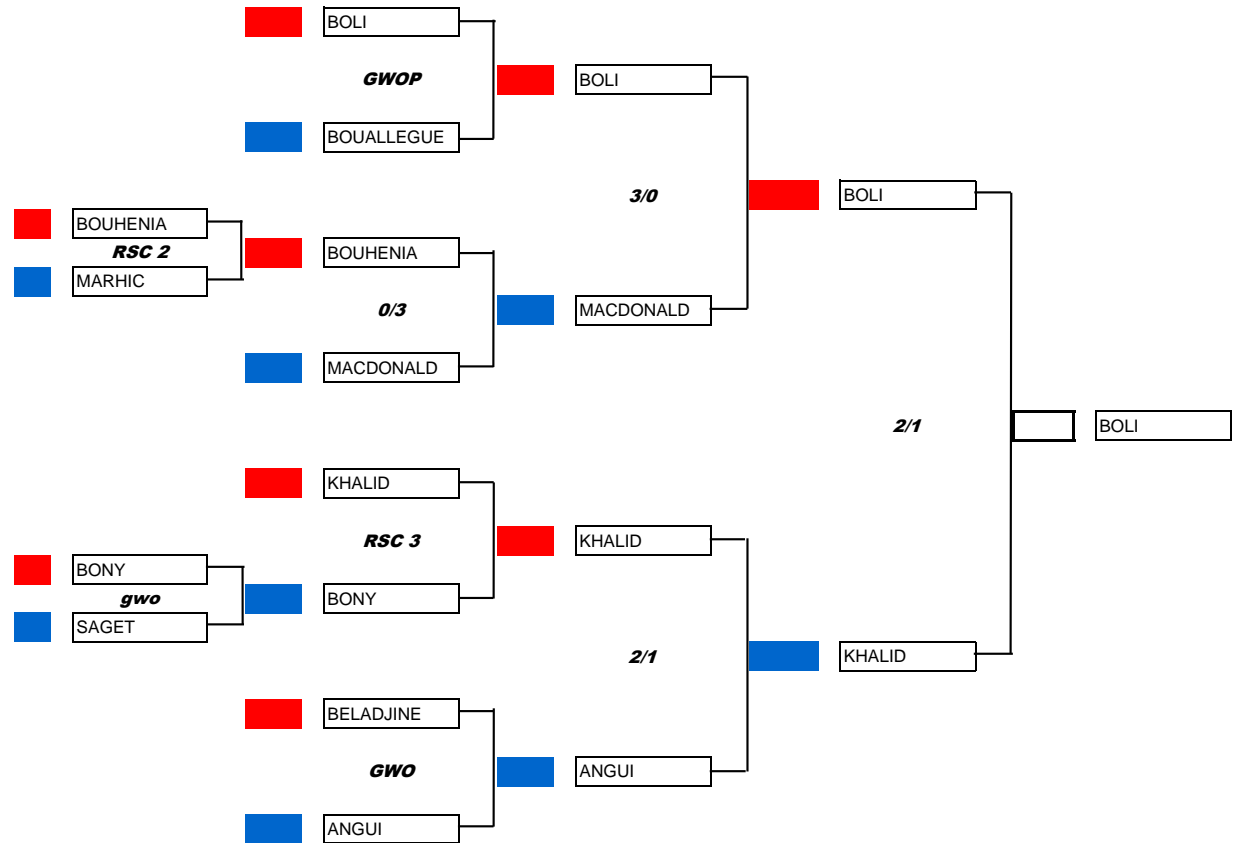 BOLI
GWOP
BOLI
BOUALLEGUE
3/0
BOLI
BOUHENIA
RSC 2
BOUHENIA
MARHIC
0/3
MACDONALD
MACDONALD
2/1
BOLI
KHALID
RSC 3
KHALID
BONY
gwo
BONY
SAGET
2/1
KHALID
BELADJINE
GWO
ANGUI
ANGUI